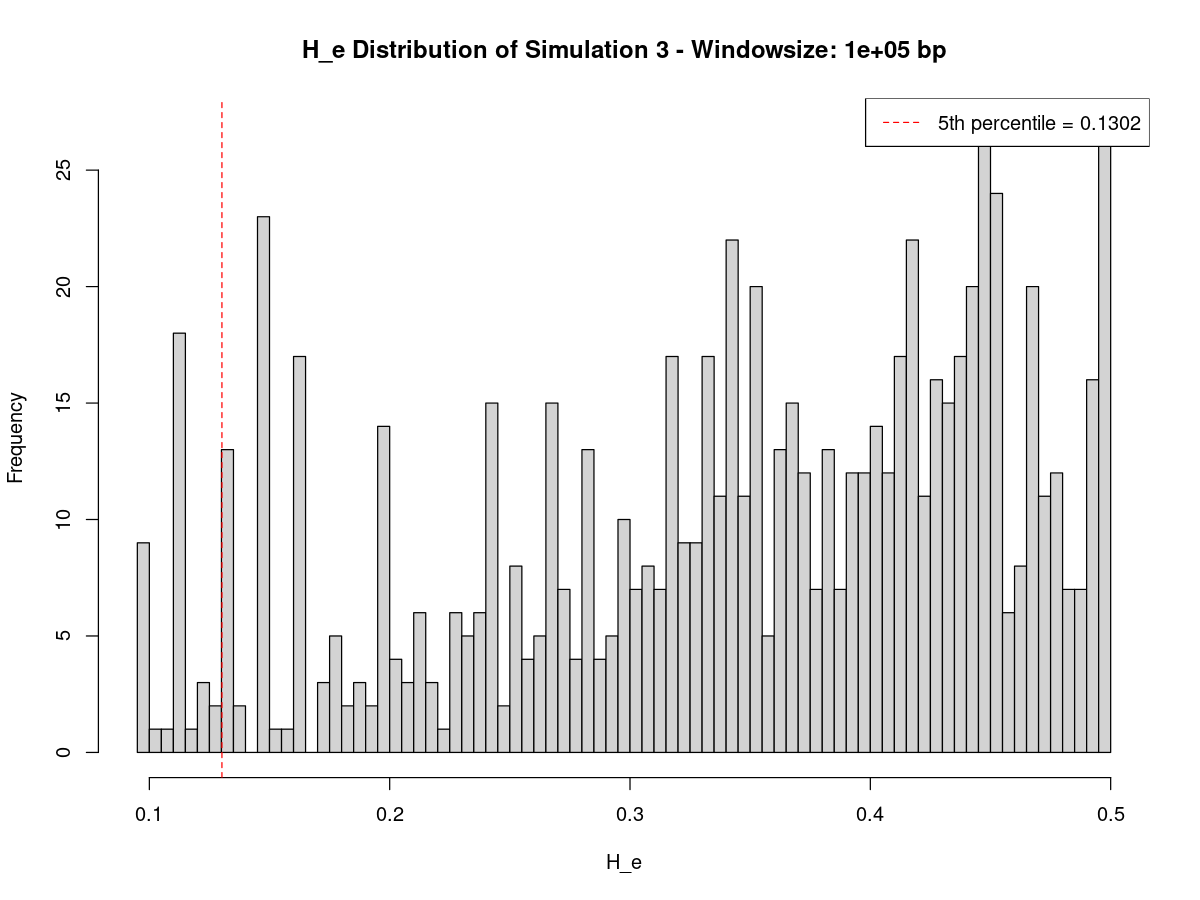 H_e Distribution of Simulation 3 - Windowsize: 1e+05 bp
5th percentile = 0.1302
Frequency
25
20
15
10
5
0
0.1 0.2 0.3 0.4 0.5
H_e